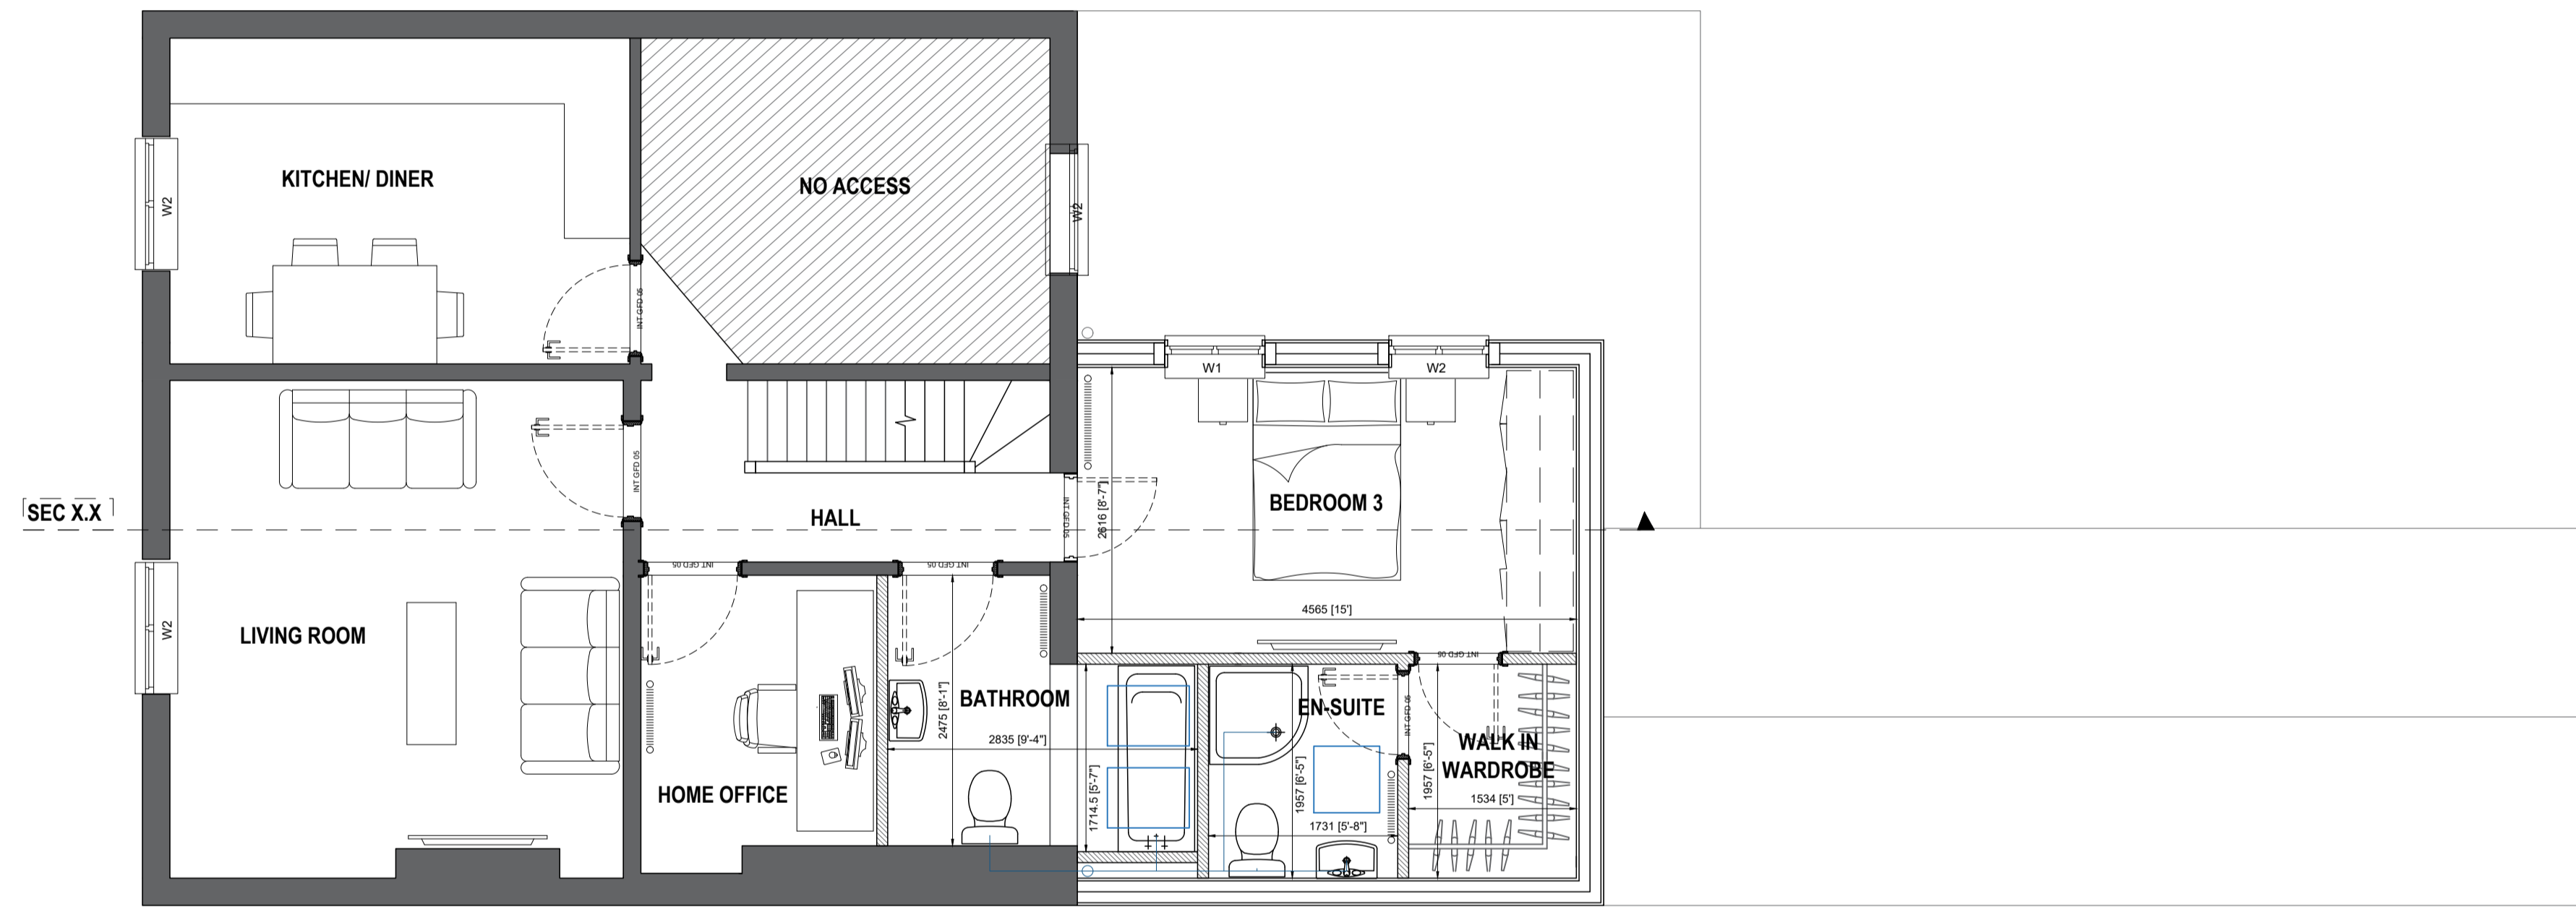 KITCHEN/ DINER
NO ACCESS
W2
W2
INT GFD 05
W1
W2
INT GFD 05
SEC X.X
HALL
INT GFD 05
2616 [8'-7"]
BEDROOM 3
4565 [15']
INT GFD 05
INT GFD 05
INT GFD 05
W2
LIVING ROOM
HOME OFFICE
2475 [8'-1"]
BATHROOM
2835 [9'-4"]
1714.5 [5'-7"]
EN-SUITE
INT GFD 05
1957 [6'-5"]
1731 [5'-8"]
1957 [6'-5"]
WALK IN
WARDROBE
1534 [5']